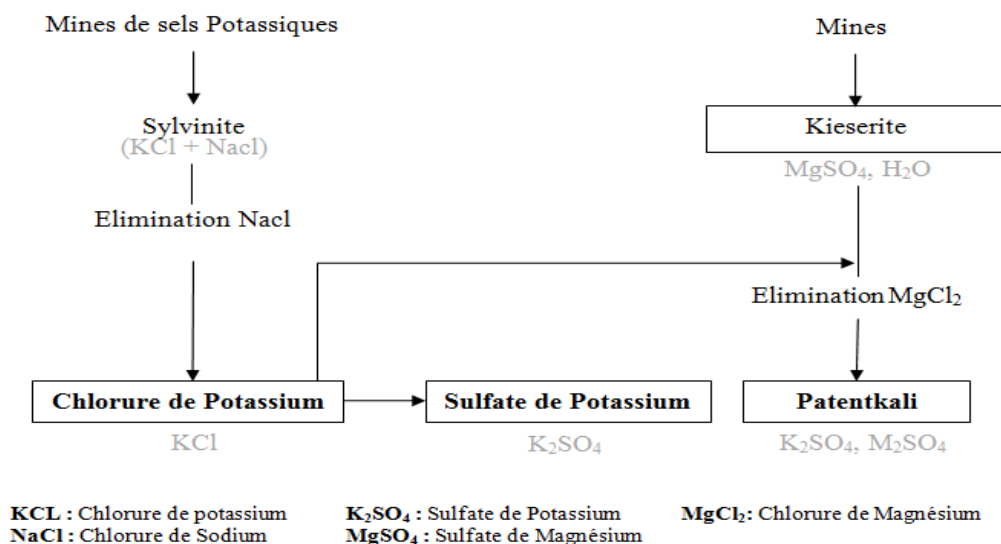 Mines de sels Potassiques
Mines
Sylvinite
(KCl + Nacl)
Kieserite
MgSO₄, H₂O
Elimination Nacl
Elimination MgCl₂
Chlorure de Potassium
Sulfate de Potassium
Patentkali
KCl
K₂SO₄
K₂SO₄, M₂SO₄
KCL : Chlorure de potassium
K₂SO₄ : Sulfate de Potassium
MgCl₂: Chlorure de Magnésium
NaCl : Chlorure de Sodium
MgSO₄ : Sulfate de Magnésium